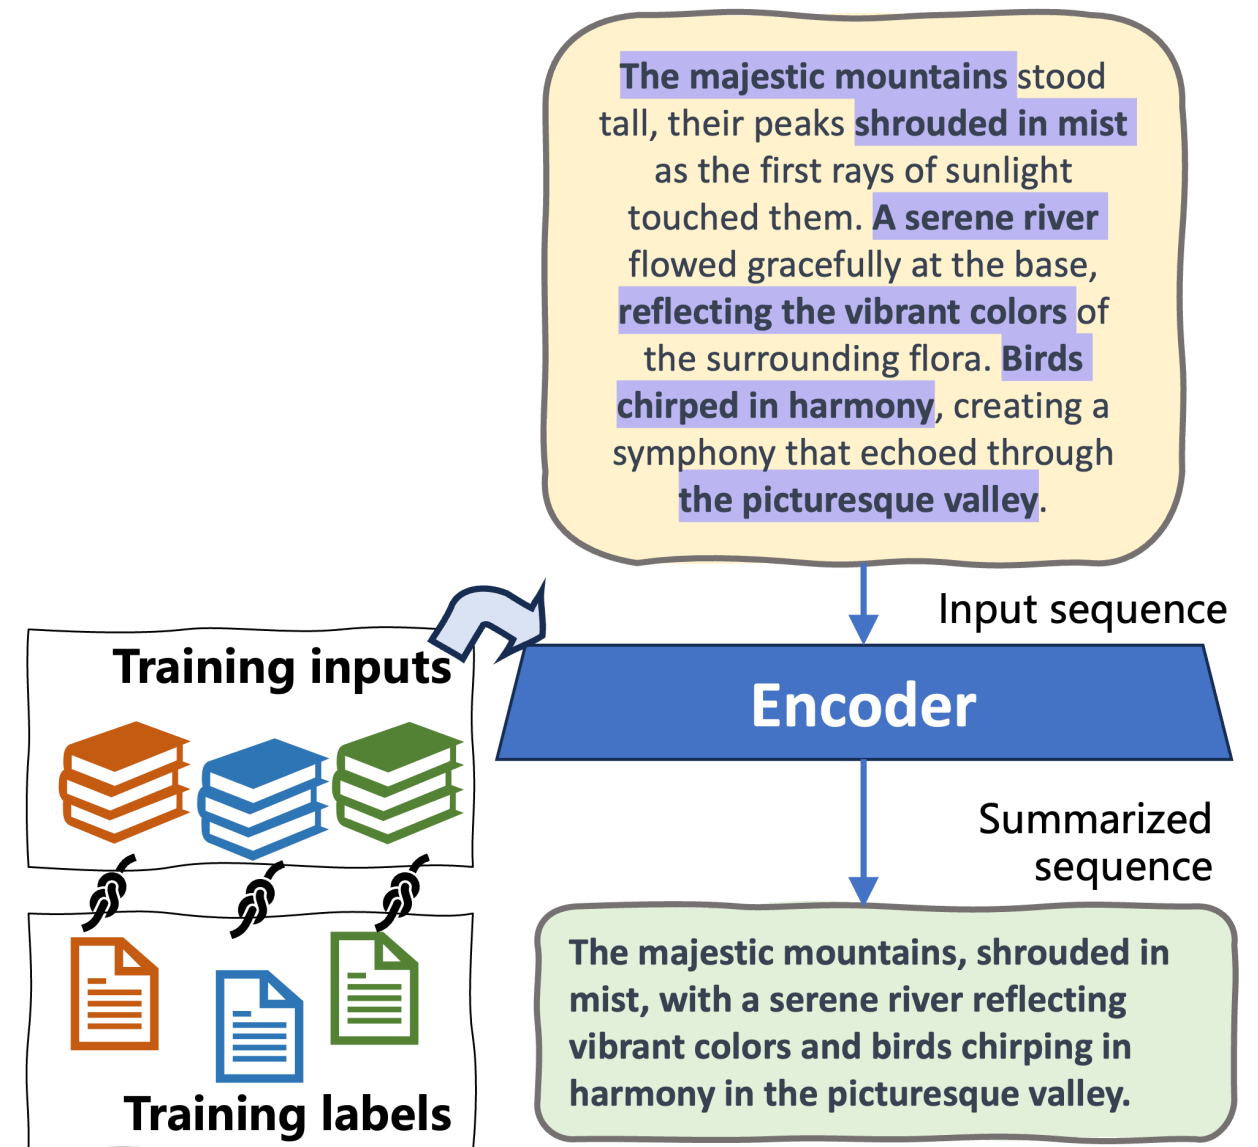 The majestic mountains stood
tall, their peaks shrouded in mist
as the first rays of sunlight
touched them. A serene river
flowed gracefully at the base,
reflecting the vibrant colors of
the surrounding flora. Birds
chirped in harmony, creating a
symphony that echoed through
the picturesque valley.
Input sequence
Training inputs
Encoder
Summarized
sequence
The majestic mountains, shrouded in
mist, with a serene river reflecting
vibrant colors and birds chirping in
harmony in the picturesque valley.
Training labels